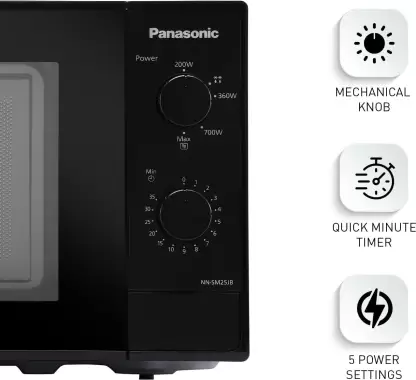 Panasonic
Power
200W
360W
700W
Max
Min
0
1
2
3
4
5
6
7
8
9
10
15
20
25
30
35
NN-SM25JB
MECHANICAL
KNOB
QUICK MINUTE
TIMER
5 POWER
SETTINGS